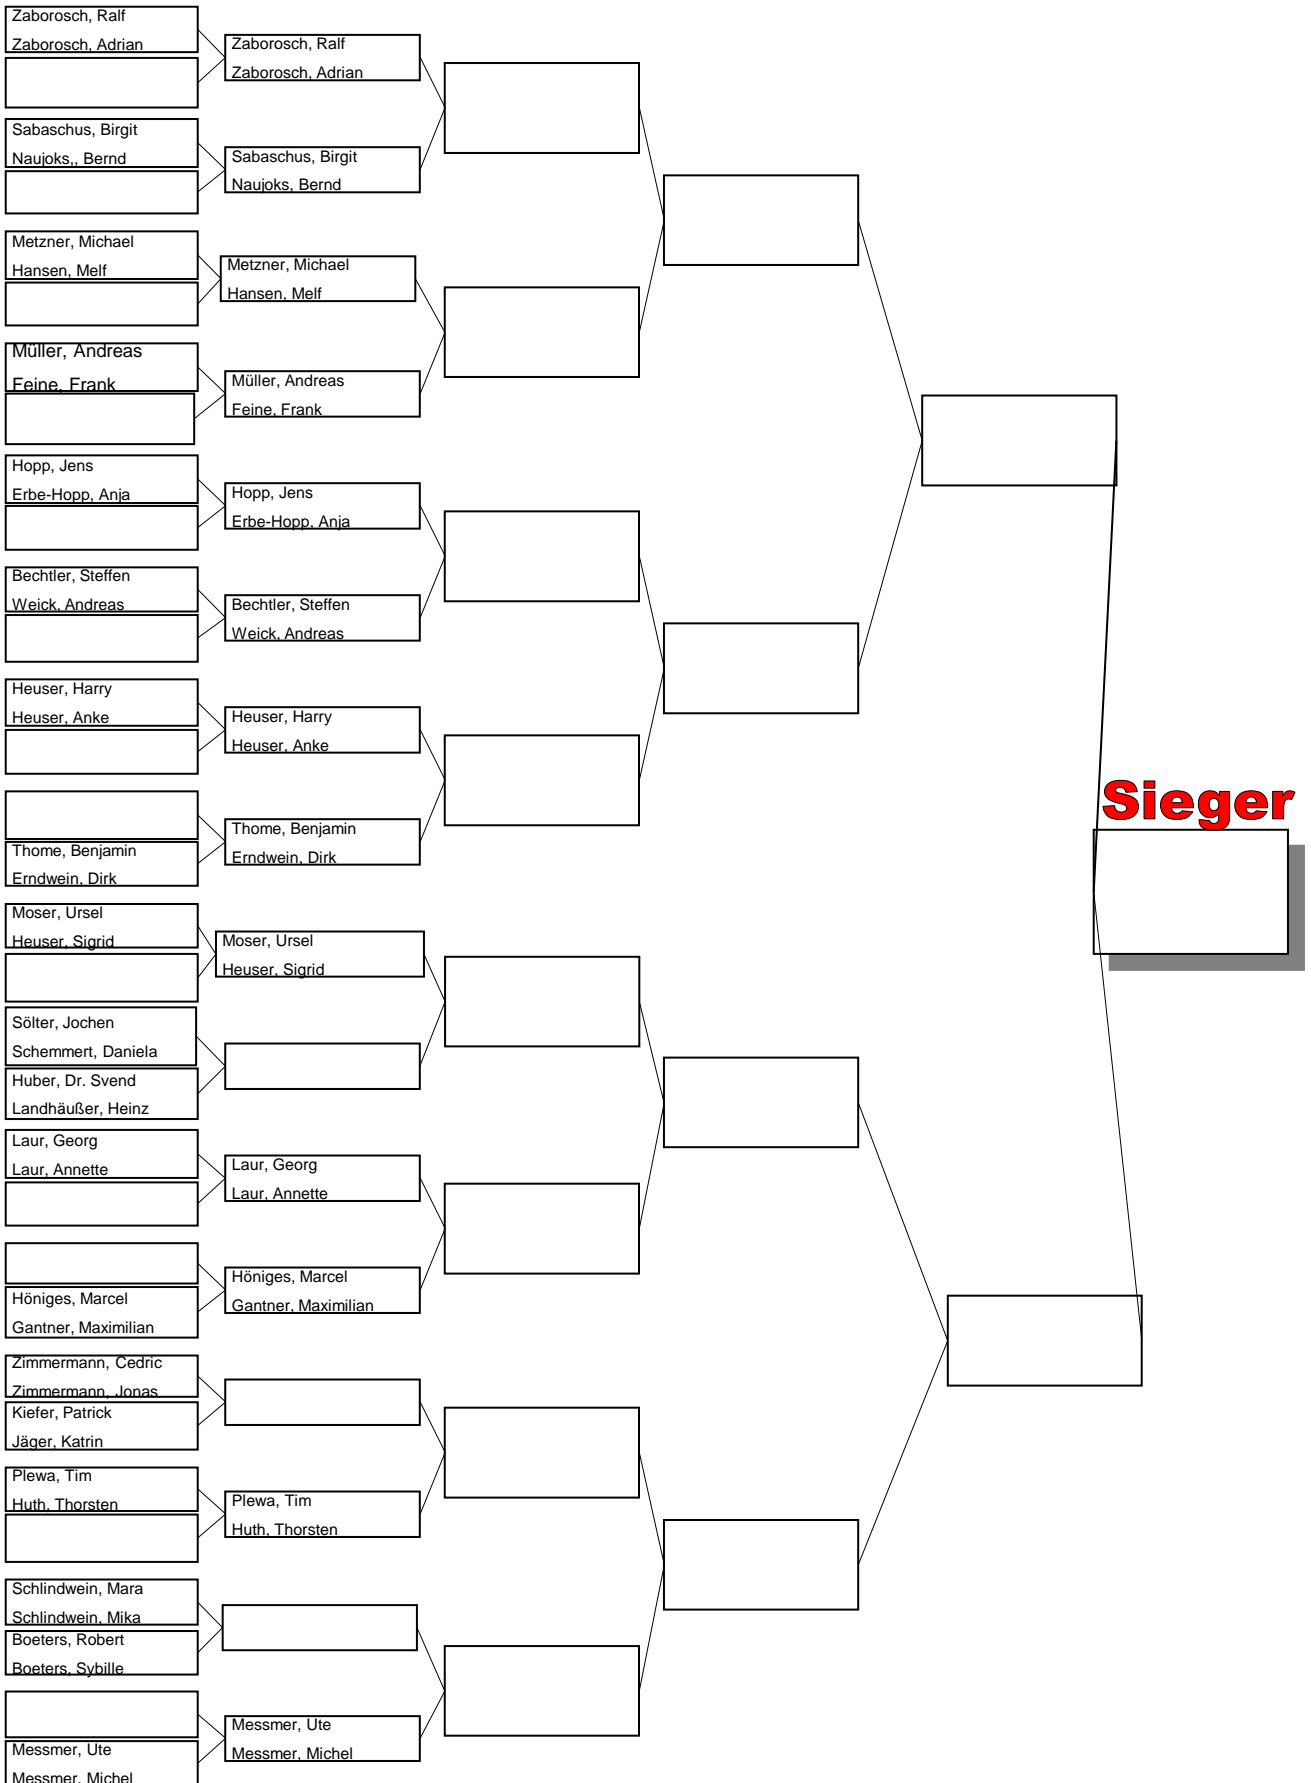 Zaborosch, Ralf
Zaborosch, Adrian
Sabaschus, Birgit
Naujoks,, Bernd
Metzner, Michael
Hansen, Melf
Müller, Andreas
Feine, Frank
Hopp, Jens
Erbe-Hopp, Anja
Bechtler, Steffen
Weick, Andreas
Heuser, Harry
Heuser, Anke
Thome, Benjamin
Erndwein, Dirk
Moser, Ursel
Heuser, Sigrid
Sölter, Jochen
Schemmert, Daniela
Huber, Dr. Svend
Landhäußer, Heinz
Laur, Georg
Laur, Annette
Höniges, Marcel
Gantner, Maximilian
Zimmermann, Cedric
Zimmermann, Jonas
Kiefer, Patrick
Jäger, Katrin
Plewa, Tim
Huth, Thorsten
Schlindwein, Mara
Schlindwein, Mika
Boeters, Robert
Boeters, Sybille
Messmer, Ute
Messmer, Michel
Zaborosch, Ralf
Zaborosch, Adrian
Sabaschus, Birgit
Naujoks, Bernd
Metzner, Michael
Hansen, Melf
Müller, Andreas
Feine, Frank
Hopp, Jens
Erbe-Hopp, Anja
Bechtler, Steffen
Weick, Andreas
Heuser, Harry
Heuser, Anke
Thome, Benjamin
Erndwein, Dirk
Moser, Ursel
Heuser, Sigrid
Laur, Georg
Laur, Annette
Höniges, Marcel
Gantner, Maximilian
Plewa, Tim
Huth, Thorsten
Messmer, Ute
Messmer, Michel
Sieger